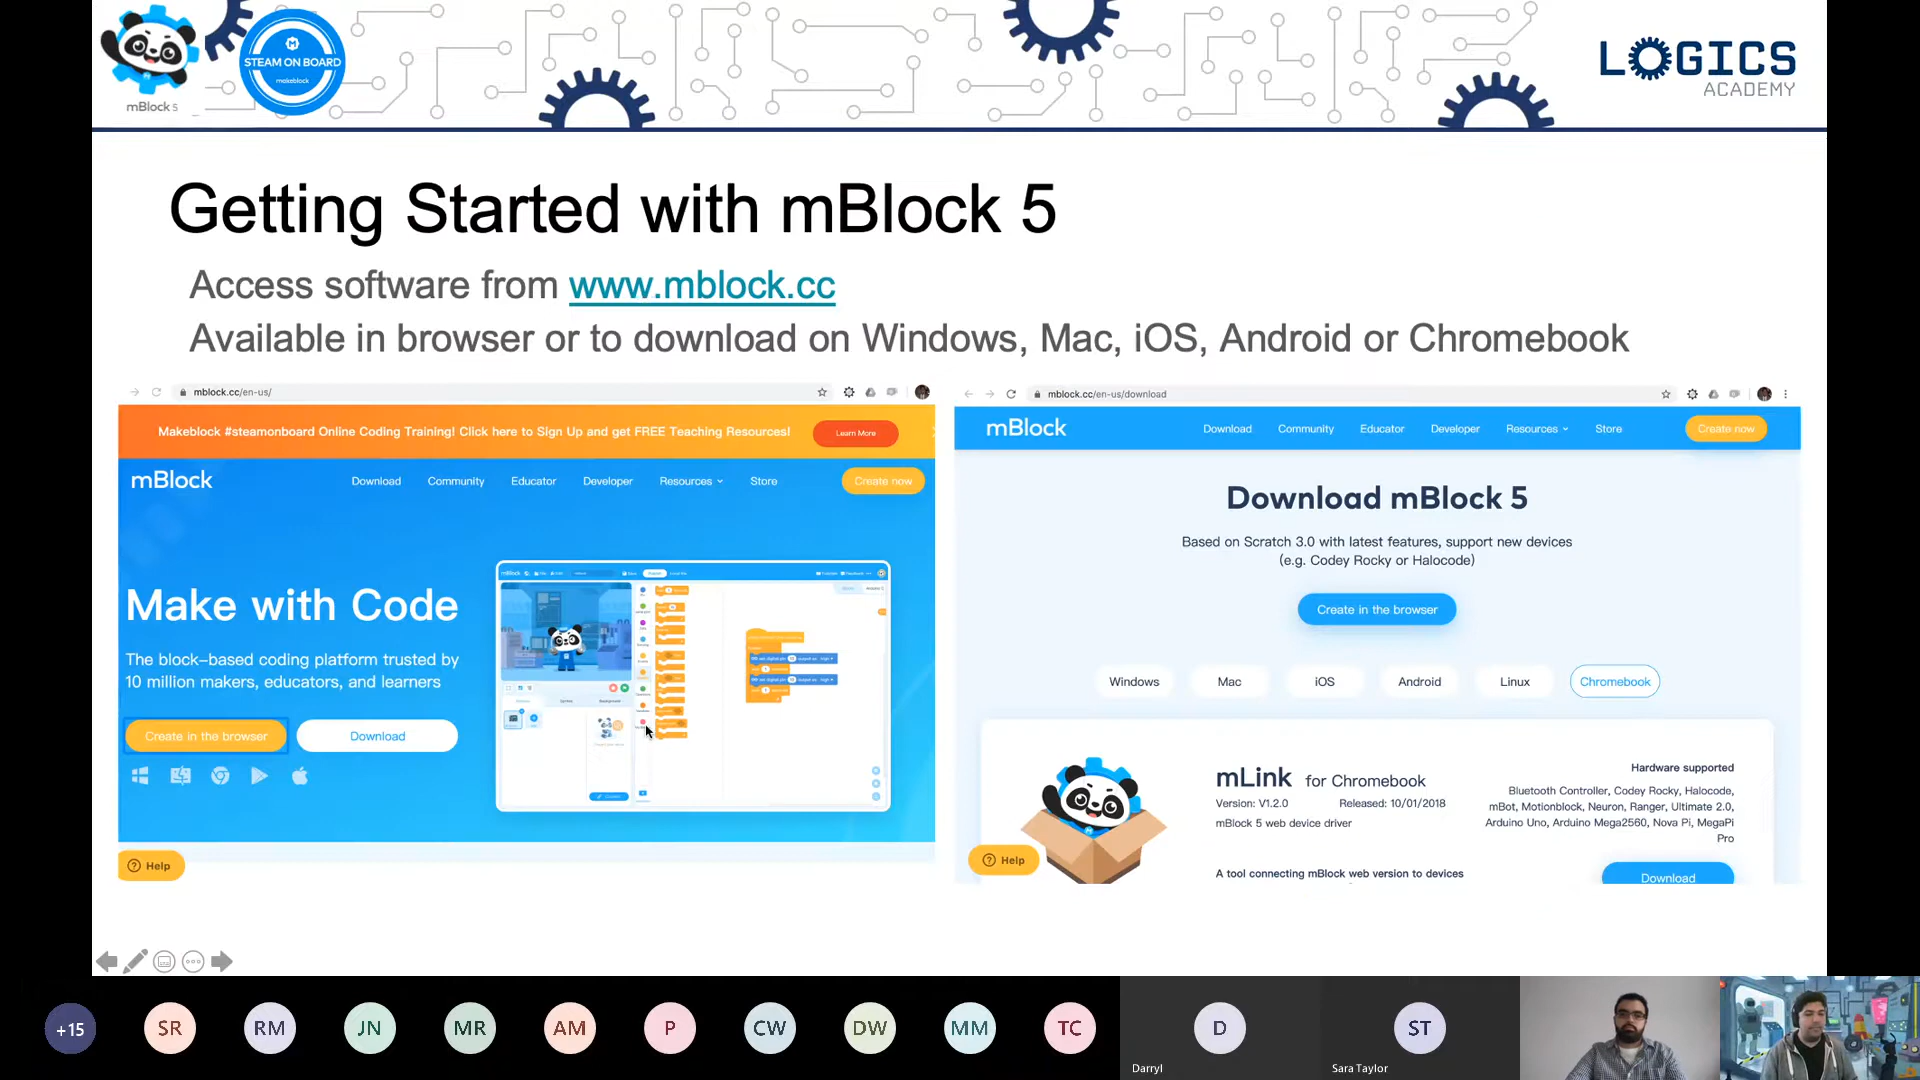 mBlock 5
STEAM ON BOARD
makeblock
LOGICS
ACADEMY
Getting Started with mBlock 5
Access software from www.mblock.cc
Available in browser or to download on Windows, Mac, iOS, Android or Chromebook
mblock.cc/en-us/
Makeblock #steamonboard Online Coding Training! Click here to Sign Up and get FREE Teaching Resources!
Learn More
mBlock
Download
Community
Educator
Developer
Resources
Store
Create now
Make with Code
The block-based coding platform trusted by
10 million makers, educators, and learners
Create in the browser
Download
Help
mblock.cc/en-us/download
mBlock
Download
Community
Educator
Developer
Resources
Store
Create now
Download mBlock 5
Based on Scratch 3.0 with latest features, support new devices
(e.g. Codey Rocky or Halocode)
Create in the browser
Windows
Mac
iOS
Android
Linux
Chromebook
mLink for Chromebook
Version: V1.2.0
Released: 10/01/2018
mBlock 5 web device driver
A tool connecting mBlock web version to devices
Hardware supported
Bluetooth Controller, Codey Rocky, Halocode,
mBot, Motionblock, Neuron, Ranger, Ultimate 2.0,
Arduino Uno, Arduino Mega2560, Nova Pi, MegaPi
Pro
Download
Help
+15
SR
RM
JN
MR
AM
P
CW
DW
MM
TC
D
Darryl
ST
Sara Taylor